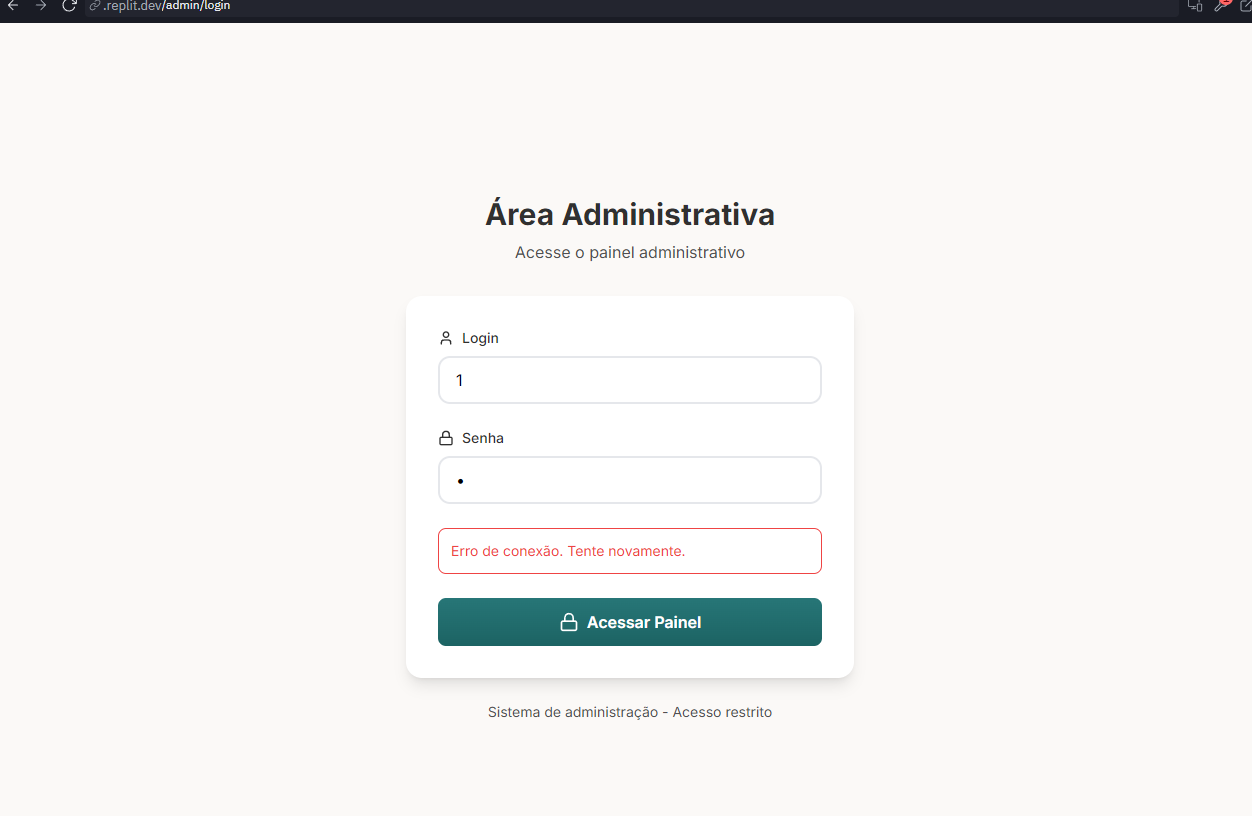 .replit.dev/admin/login
Área Administrativa
Acesse o painel administrativo
Login
1
Senha
Erro de conexão. Tente novamente.
Acessar Painel
Sistema de administração - Acesso restrito